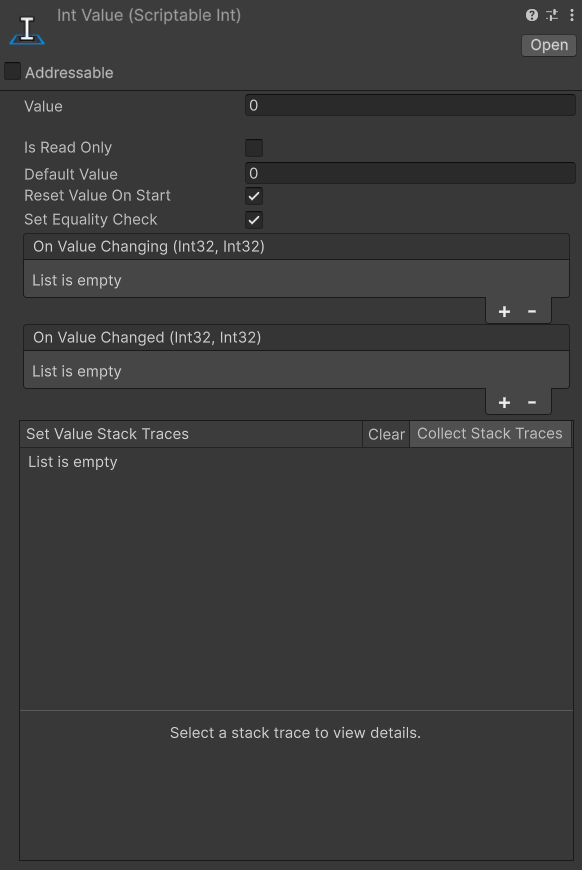 Int Value (Scriptable Int)
Open
Addressable
Value 0
Is Read Only
Default Value 0
Reset Value On Start
Set Equality Check
On Value Changing (Int32, Int32)
List is empty
+ -
On Value Changed (Int32, Int32)
List is empty
+ -
Set Value Stack Traces Clear Collect Stack Traces
List is empty
Select a stack trace to view details.